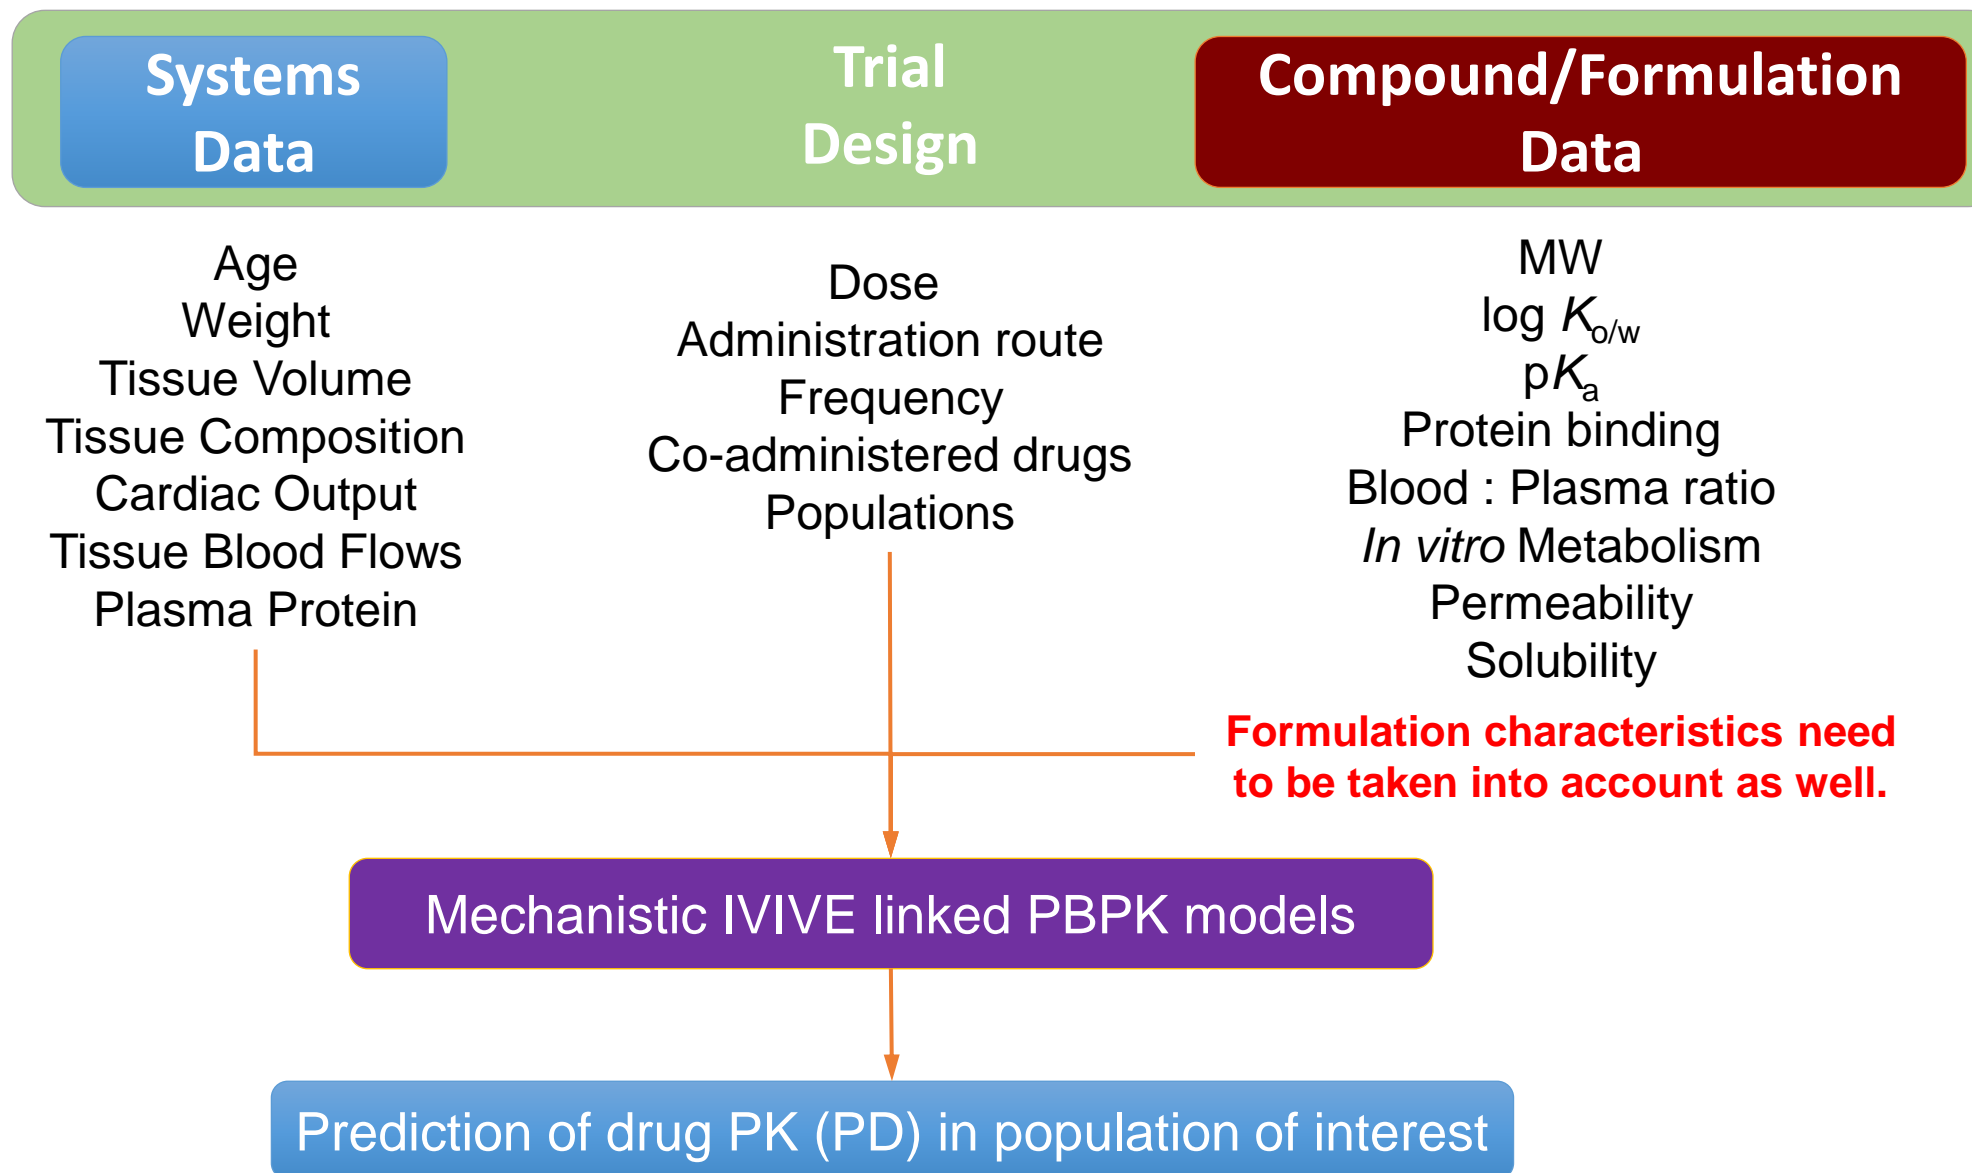 Systems
Data
Trial
Design
Compound/Formulation
Data
Age
Weight
Tissue Volume
Tissue Composition
Cardiac Output
Tissue Blood Flows
Plasma Protein
Dose
Administration route
Frequency
Co-administered drugs
Populations
MW
log K o/w
pKa
Protein binding
Blood : Plasma ratio
In vitro Metabolism
Permeability
Solubility
Formulation characteristics need
to be taken into account as well.
Mechanistic IVIVE linked PBPK models
Prediction of drug PK (PD) in population of interest